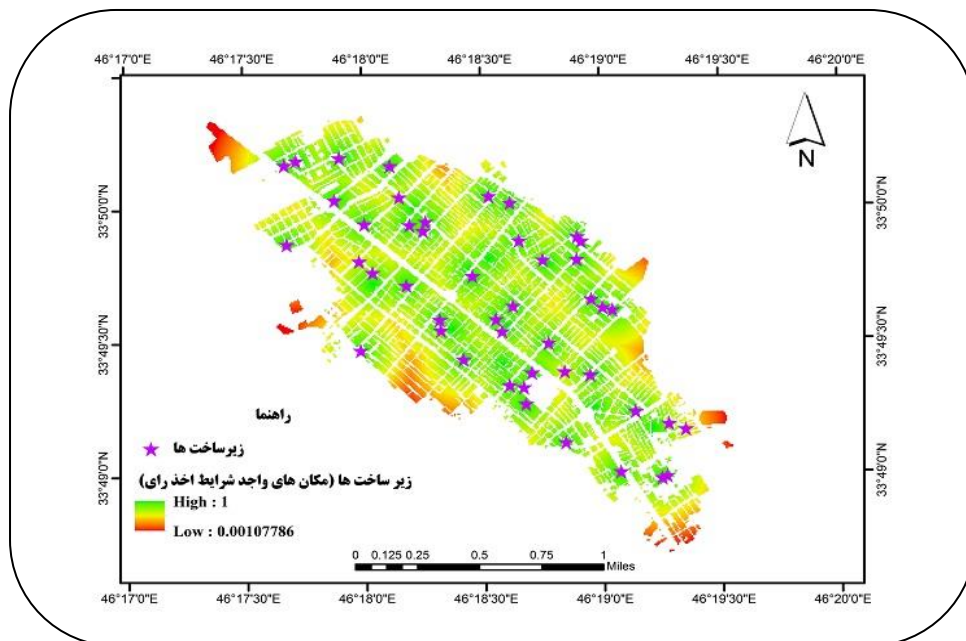 46°17'0"E 46°17'30"E 46°18'0"E 46°18'30"E 46°19'0"E 46°19'30"E 46°20'0"E
N
33°50'0"N 33°50'0"N
33°49'30"N 33°49'30"N
33°49'0"N 33°49'0"N
راهنما
زیرساخت ها
زیر ساخت ها (مکان های واجد شرایط اخذ رای)
High : 1
Low : 0.00107786
0 0.125 0.25 0.5 0.75 1
Miles
46°17'0"E 46°17'30"E 46°18'0"E 46°18'30"E 46°19'0"E 46°19'30"E 46°20'0"E